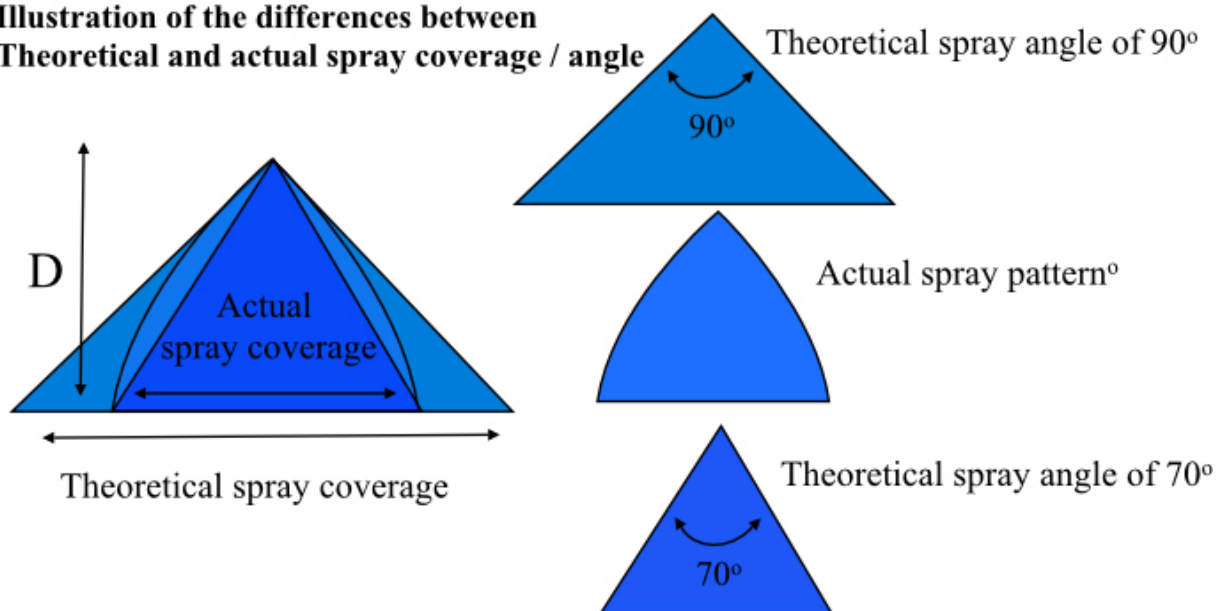 Illustration of the differences between
Theoretical and actual spray coverage / angle
Theoretical spray angle of 90º
90º
D
Actual
spray coverage
Actual spray patternº
Theoretical spray coverage
Theoretical spray angle of 70º
70º